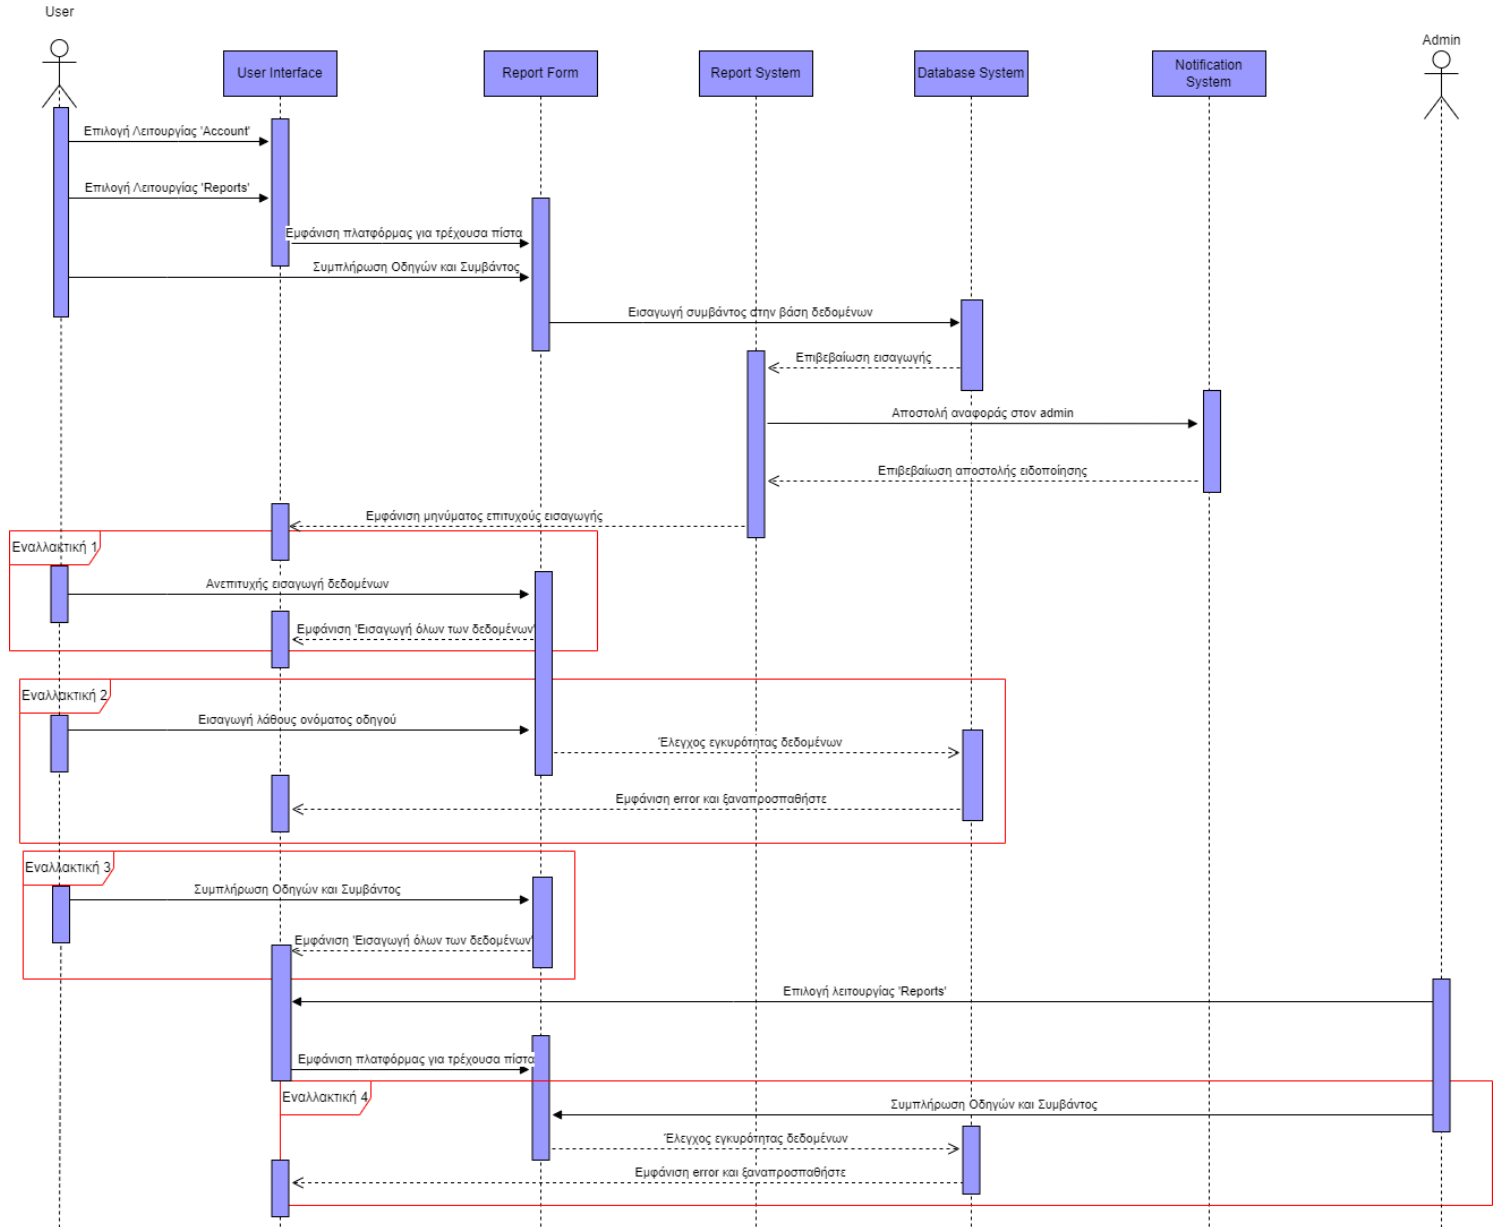 User
Admin
User Interface
Report Form
Report System
Database System
Notification
System
Επιλογή Λειτουργίας 'Account'
Επιλογή Λειτουργίας 'Reports'
Εμφάνιση πλατφόρμας για τρέχουσα πίστα
Συμπλήρωση Οδηγών και Συμβάντος
Εισαγωγή συμβάντος στην βάση δεδομένων
Επιβεβαίωση εισαγωγής
Αποστολή αναφοράς στον admin
Επιβεβαίωση αποστολής ειδοποίησης
Εμφάνιση μηνύματος επιτυχούς εισαγωγής
Εναλλακτική 1
Ανεπιτυχής εισαγωγή δεδομένων
Εμφάνιση 'Εισαγωγή όλων των δεδομένων'
Εναλλακτική 2
Εισαγωγή λάθους ονόματος οδηγού
Έλεγχος εγκυρότητας δεδομένων
Εμφάνιση error και ξαναπροσπαθήστε
Εναλλακτική 3
Συμπλήρωση Οδηγών και Συμβάντος
Εμφάνιση 'Εισαγωγή όλων των δεδομένων'
Επιλογή λειτουργίας 'Reports'
Εμφάνιση πλατφόρμας για τρέχουσα πίστα
Εναλλακτική 4
Συμπλήρωση Οδηγών και Συμβάντος
Έλεγχος εγκυρότητας δεδομένων
Εμφάνιση error και ξαναπροσπαθήστε